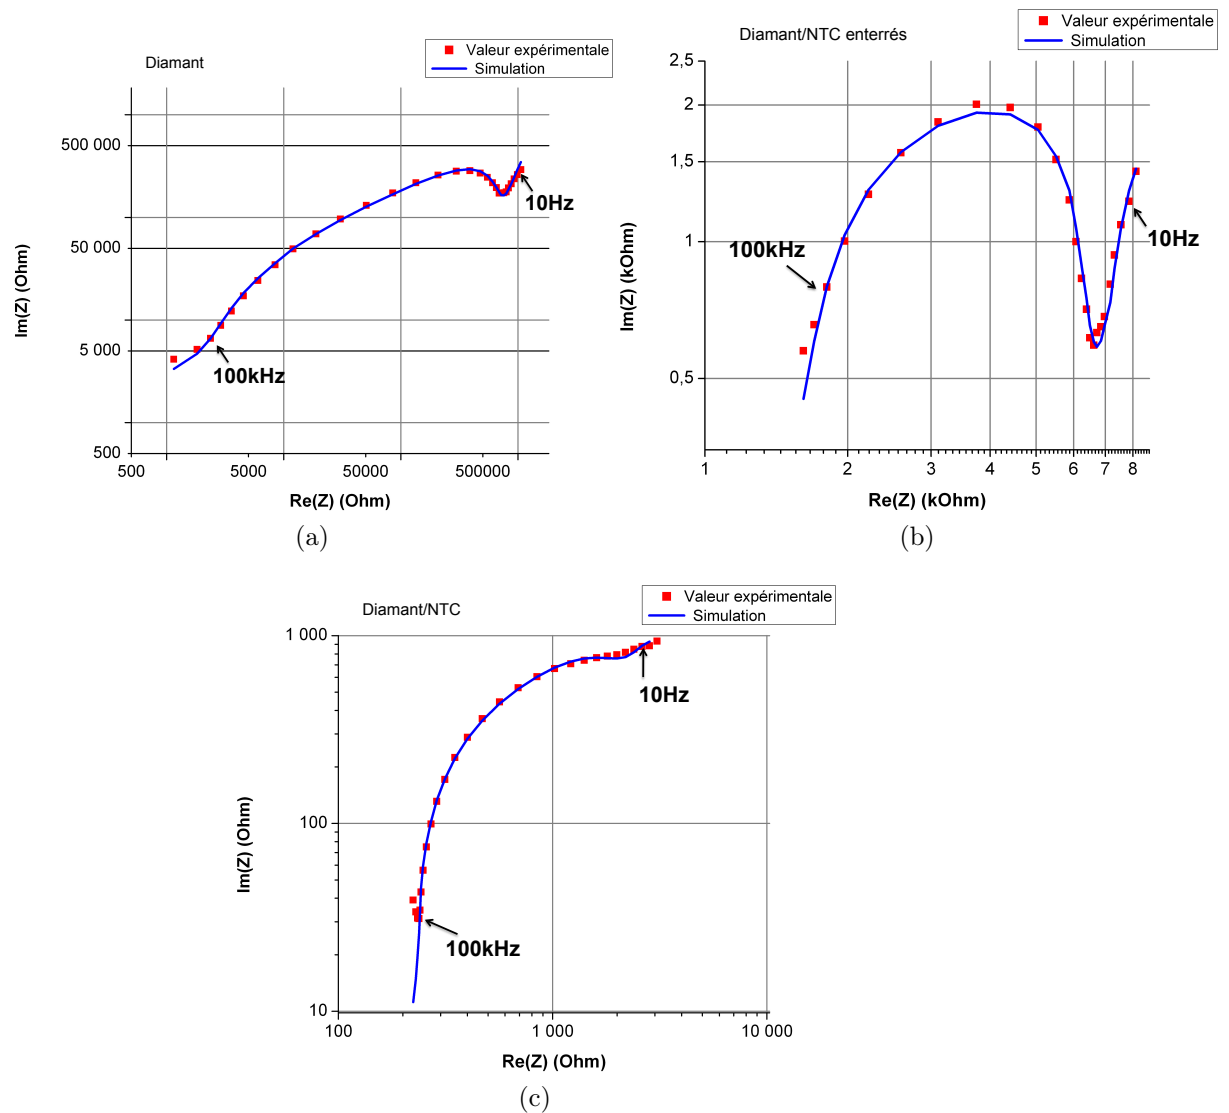 Diamant
Valeur expérimentale
Simulation
500 000
50 000
5 000
500
Im(Z) (Ohm)
100kHz
10Hz
500
5000
50000
500000
Re(Z) (Ohm)
(a)
Diamant/NTC enterrés
Valeur expérimentale
Simulation
2,5
2
1,5
1
0,5
Im(Z) (kOhm)
100kHz
10Hz
1
2
3
4
5
6
7
8
Re(Z) (kOhm)
(b)
Diamant/NTC
Valeur expérimentale
Simulation
1 000
100
10
Im(Z) (Ohm)
10Hz
100kHz
100
1 000
10 000
Re(Z) (Ohm)
(c)